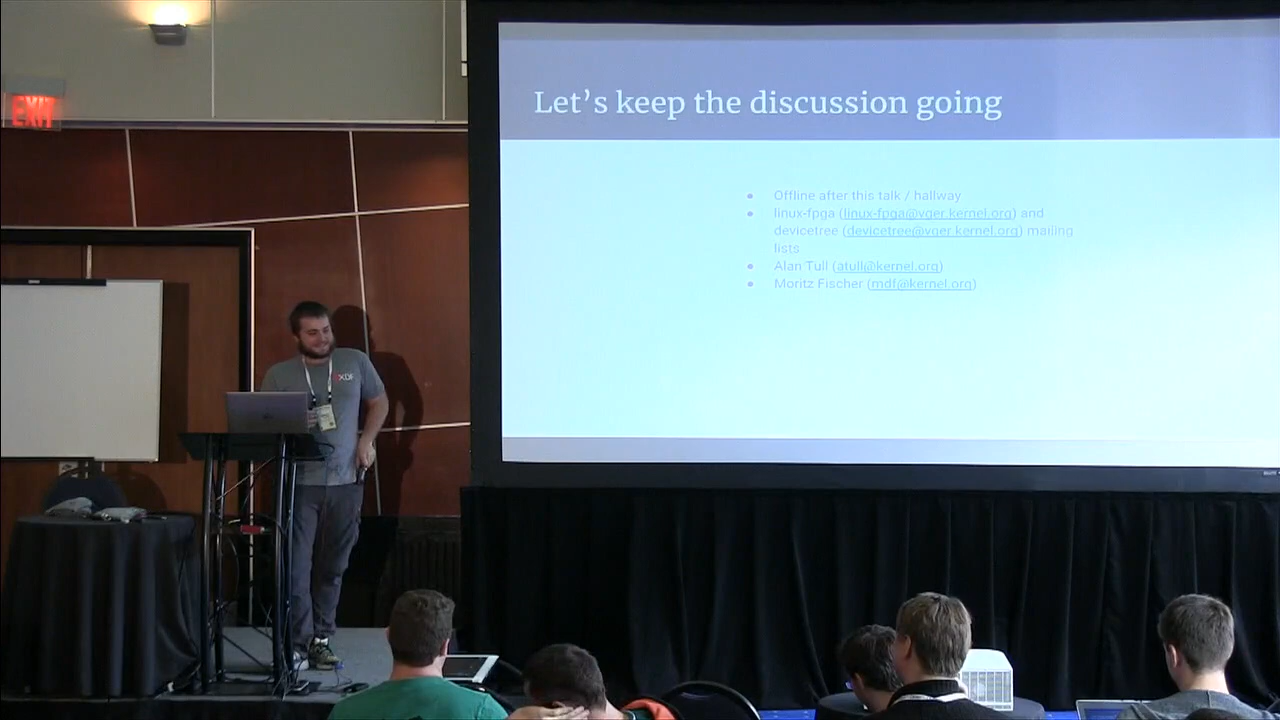 EXIT
Let's keep the discussion going
● Offline after this talk / hallway
● linux-fpga (linux-fpga@vger.kernel.org) and
devicetree (devicetree@vger.kernel.org) mailing
lists
● Alan Tull (atull@kernel.org)
● Moritz Fischer (mdf@kernel.org)